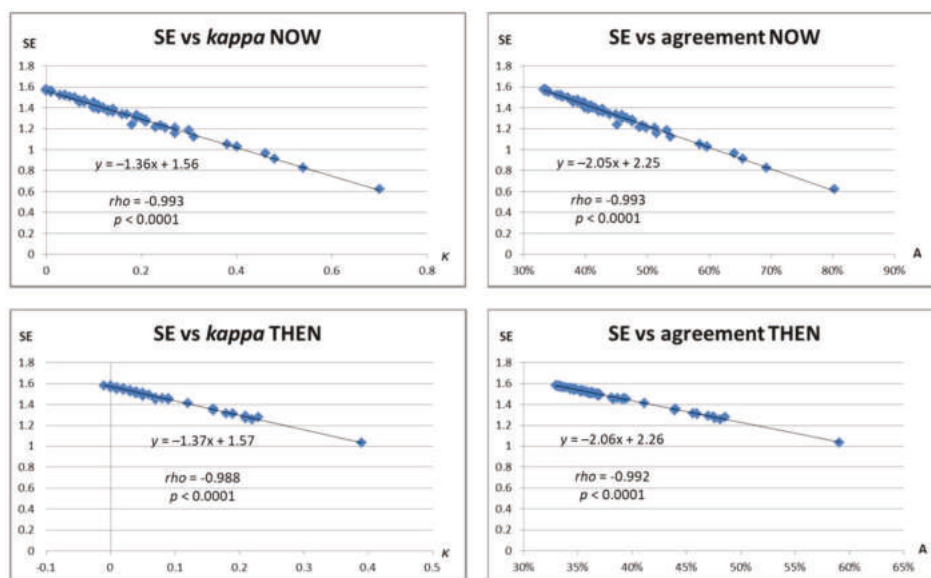 SE vs kappa NOW
SE
1.8
1.6
1.4
1.2
1
0.8
0.6
0.4
0.2
0
y = –1.36x + 1.56
rho = -0.993
p < 0.0001
0 0.2 0.4 0.6 0.8
κ
SE vs agreement NOW
SE
1.8
1.6
1.4
1.2
1
0.8
0.6
0.4
0.2
0
y = –2.05x + 2.25
rho = -0.993
p < 0.0001
30% 40% 50% 60% 70% 80% 90%
A
SE vs kappa THEN
SE
1.8
1.6
1.4
1.2
1
0.8
0.6
0.4
0.2
0
y = –1.37x + 1.57
rho = -0.988
p < 0.0001
-0.1 0 0.1 0.2 0.3 0.4 0.5
κ
SE vs agreement THEN
SE
1.8
1.6
1.4
1.2
1
0.8
0.6
0.4
0.2
0
y = –2.06x + 2.26
rho = -0.992
p < 0.0001
30% 35% 40% 45% 50% 55% 60% 65%
A